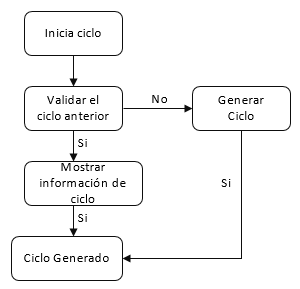 Inicia ciclo
Validar el
ciclo anterior
No
Generar
Ciclo
Si
Mostrar
información de
ciclo
Si
Si
Ciclo Generado